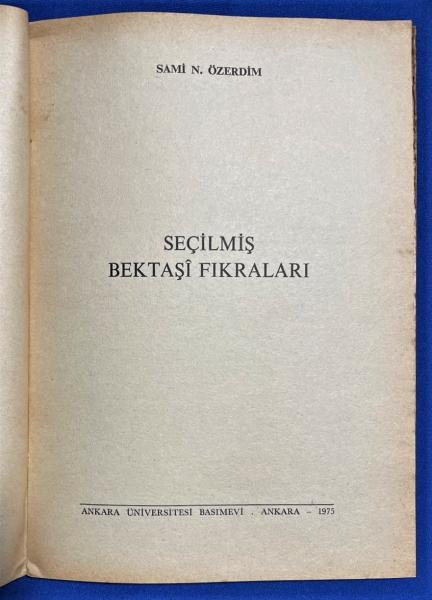 SAMİ N. ÖZERDİM
SEÇİLMİŞ
BEKTAŞÎ FIKRALARI
ANKARA ÜNİVERSİTESİ BASIMEVİ . ANKARA – 1975